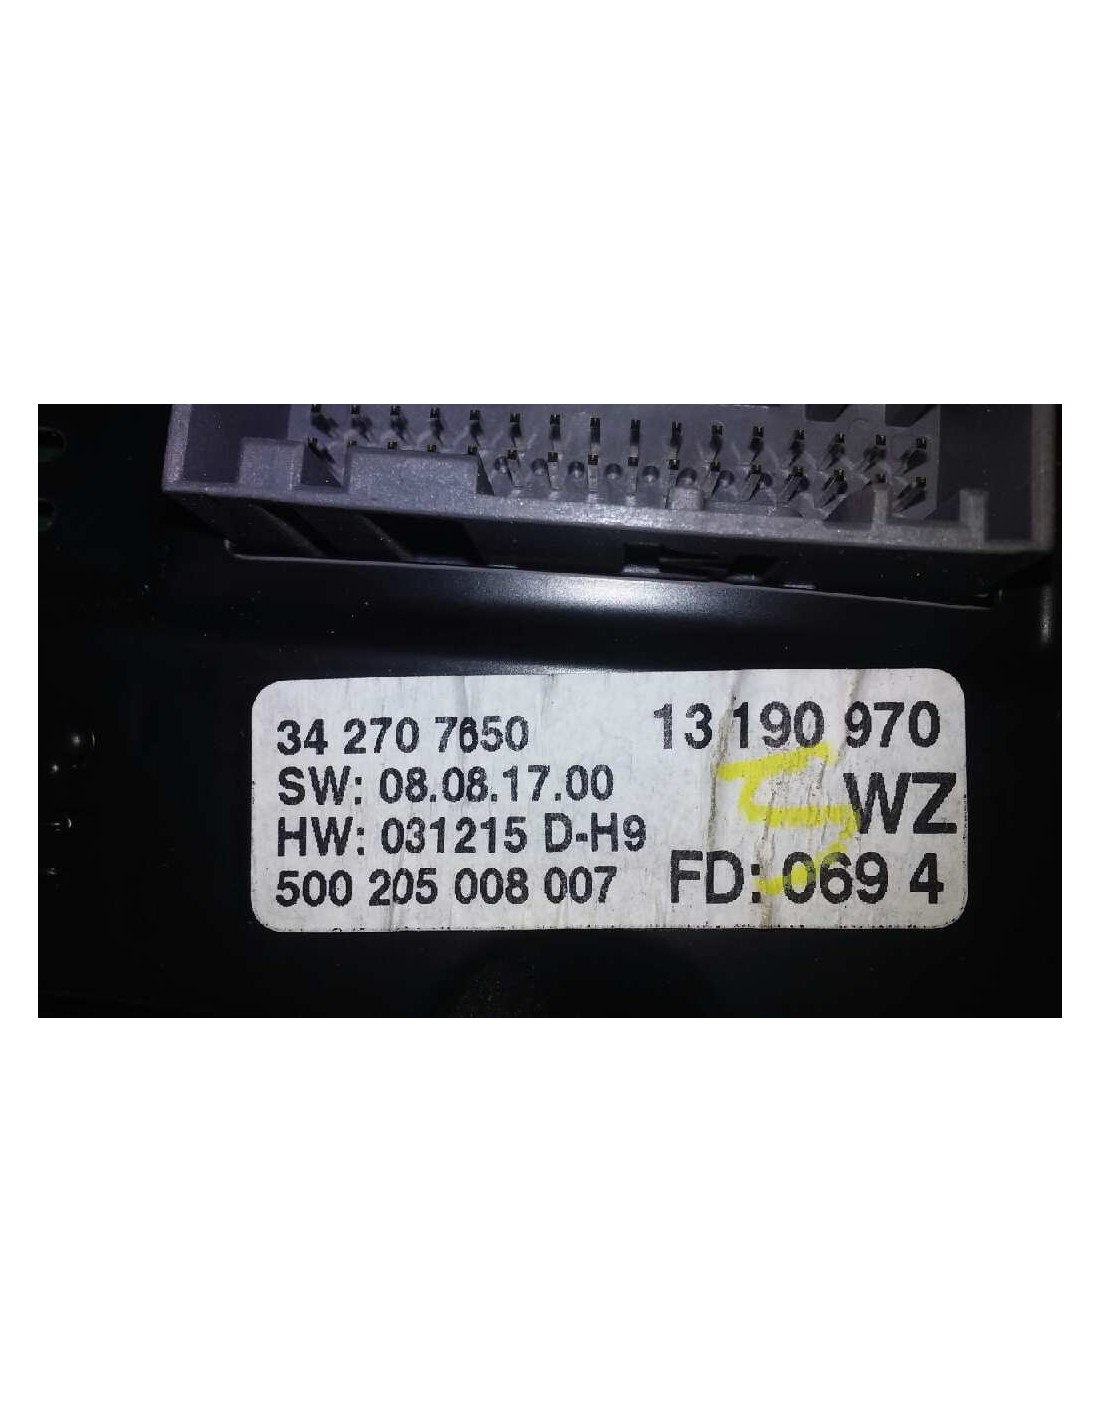 34 270 7650 13 190 970
SW: 08.08.17.00 WZ
HW: 031215 D-H9
500 205 008 007 FD: 069 4